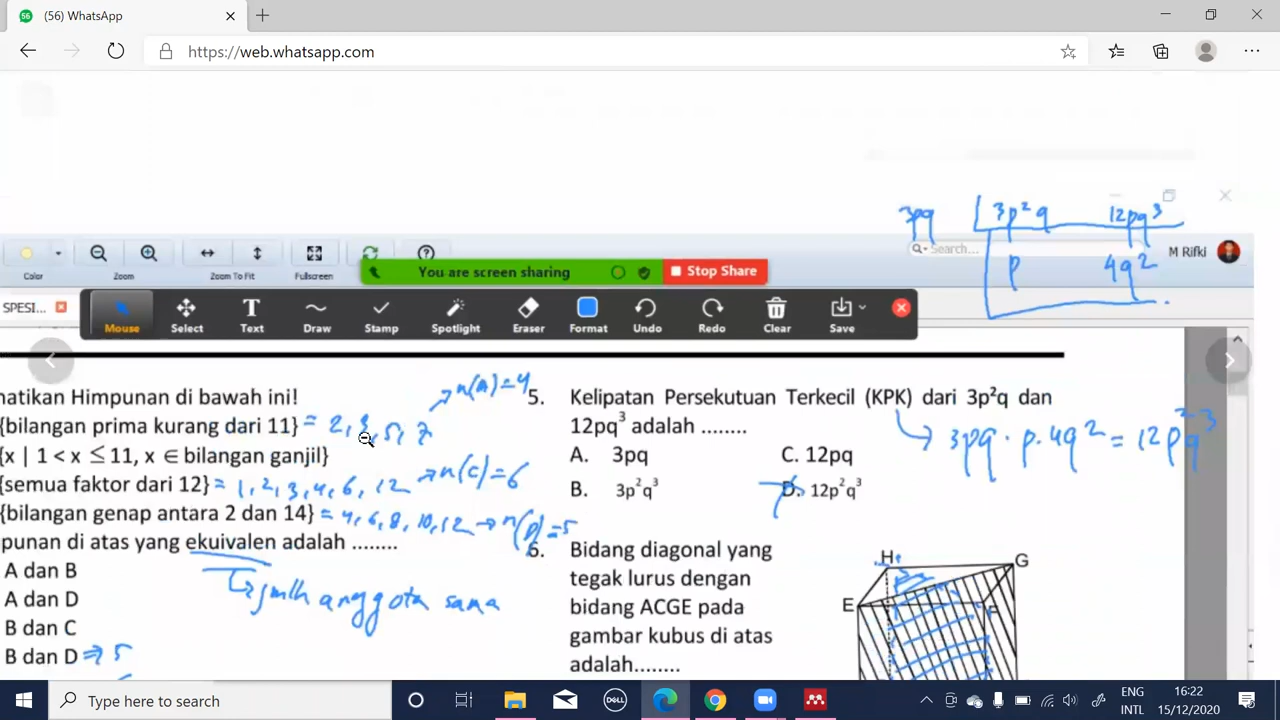 (56) WhatsApp
https://web.whatsapp.com
3pq 3p²q 12pq³
p 4q²
Search...
M Rifki
Color
Zoom
Zoom To Fit
Fullscreen
You are screen sharing
Stop Share
SPESI...
Mouse
Select
Text
Draw
Stamp
Spotlight
Eraser
Format
Undo
Redo
Clear
Save
natikan Himpunan di bawah ini!
n(A)=4
{bilangan prima kurang dari 11} = 2, 3, 5, 7
{x | 1 < x ≤ 11, x ∈ bilangan ganjil}
{semua faktor dari 12} = 1, 2, 3, 4, 6, 12 → n(C)=6
{bilangan genap antara 2 dan 14} = 4, 6, 8, 10, 12 → n(D)=5
punan di atas yang ekuivalen adalah ........
jmlh anggota sama
A dan B
A dan D
B dan C
B dan D ⇒ 5
5. Kelipatan Persekutuan Terkecil (KPK) dari 3p²q dan
12pq³ adalah ........
3pq · p · 4q² = 12p²q³
A. 3pq C. 12pq
B. 3p²q³ D. 12p²q³
6. Bidang diagonal yang
tegak lurus dengan
bidang ACGE pada
gambar kubus di atas
adalah........
H G
E F
Type here to search
DELL
ENG
INTL
16:22
15/12/2020